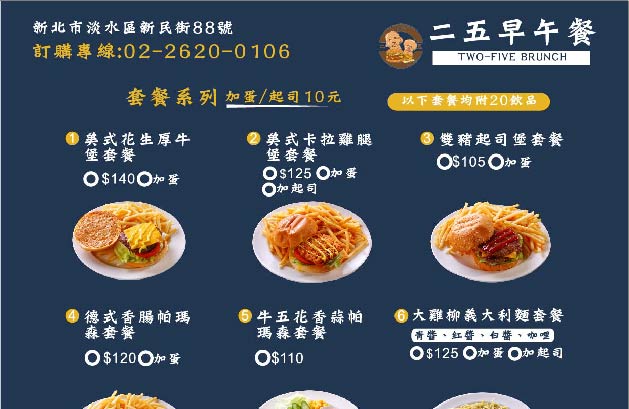 新北市淡水區新民街88號
訂購專線:02-2620-0106
二五早午餐
TWO-FIVE BRUNCH
套餐系列 加蛋/起司10元
以下套餐均附20飲品
1 美式花生厚牛
堡套餐
$140 加蛋
2 美式卡拉雞腿
堡套餐
$125 加蛋
加起司
3 雙豬起司堡套餐
$105 加蛋
4 德式香腸帕瑪
森套餐
$120 加蛋
5 牛五花香蒜帕
瑪森套餐
$110
6 大雞柳義大利麵套餐
青醬、紅醬、白醬、咖哩
$125 加蛋 加起司